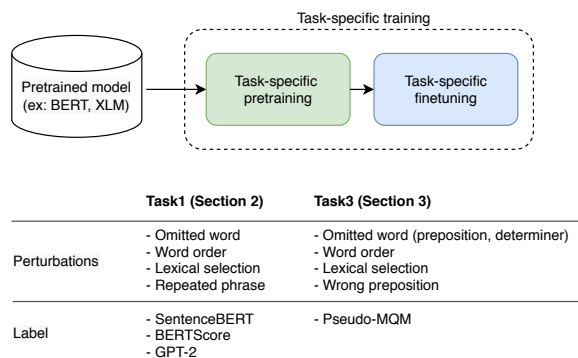 Task-specific training
Pretrained model
(ex: BERT, XLM)
Task-specific
pretraining
Task-specific
finetuning
Task1 (Section 2)
Task3 (Section 3)
Perturbations
- Omitted word
- Word order
- Lexical selection
- Repeated phrase
- Omitted word (preposition, determiner)
- Word order
- Lexical selection
- Wrong preposition
Label
- SentenceBERT
- BERTScore
- GPT-2
- Pseudo-MQM